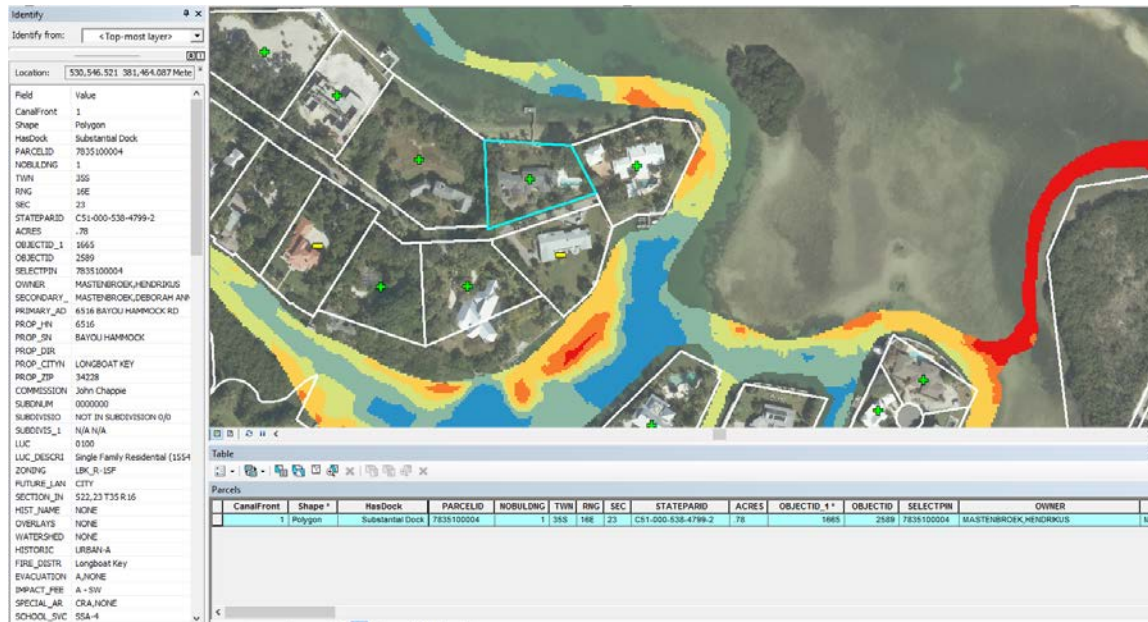 Identify
Identify from: <Top-most layer>
Location: 530,546.521 381,464.087 Mete
Field Value
CanalFront 1
Shape Polygon
HasDock Substantial Dock
PARCELID 7835100004
NOBULDNG 1
TWN 35S
RNG 16E
SEC 23
STATEPARID C51-000-538-4799-2
ACRES .78
OBJECTID_1 1665
OBJECTID 2589
SELECTPIN 7835100004
OWNER MASTENBROEK,HENDRIKUS
SECONDARY_ MASTENBROEK,DEBORAH ANN
PRIMARY_AD 6516 BAYOU HAMMOCK RD
PROP_HN 6516
PROP_SN BAYOU HAMMOCK
PROP_DIR
PROP_CITYN LONGBOAT KEY
PROP_ZIP 34228
COMMISSION John Chappie
SUBDNUM 0000000
SUBDIVISIO NOT IN SUBDIVISION 0/0
SUBDIVIS_1 N/A N/A
LUC 0100
LUC_DESCRI Single Family Residential (1554
ZONING LBK_R-1SF
FUTURE_LAN CITY
SECTION_IN S22,23 T35 R16
HIST_NAME NONE
OVERLAYS NONE
WATERSHED NONE
HISTORIC URBAN-A
FIRE_DISTR Longboat Key
EVACUATION A,NONE
IMPACT_FEE A - SW
SPECIAL_AR CRA,NONE
SCHOOL_SVC SSA-4
Table
Parcels
CanalFront Shape * HasDock PARCELID NOBULDNG TWN RNG SEC STATEPARID ACRES OBJECTID_1 * OBJECTID SELECTPIN OWNER
1 Polygon Substantial Dock 7835100004 1 35S 16E 23 C51-000-538-4799-2 .78 1665 2589 7835100004 MASTENBROEK,HENDRIKUS M